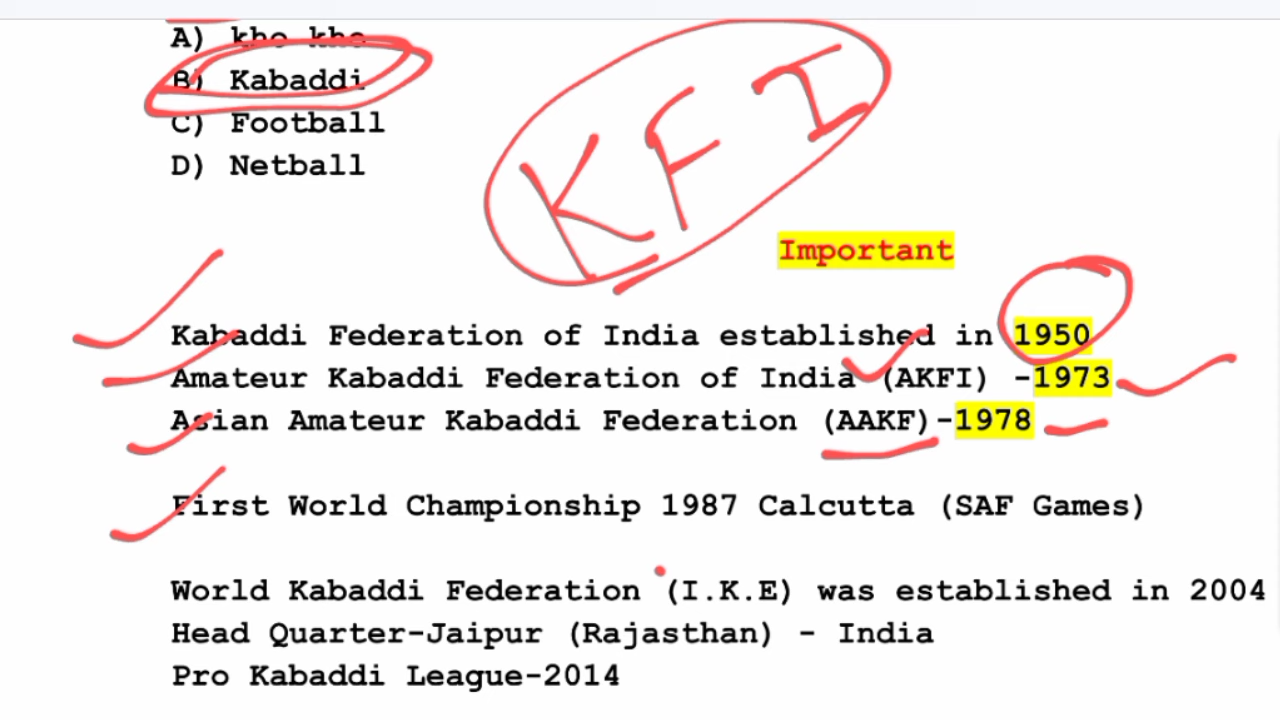 A) kho kho
B) Kabaddi
C) Football
D) Netball
KFI
Important
Kabaddi Federation of India established in 1950
Amateur Kabaddi Federation of India (AKFI) -1973
Asian Amateur Kabaddi Federation (AAKF)-1978
First World Championship 1987 Calcutta (SAF Games)
World Kabaddi Federation (I.K.E) was established in 2004
Head Quarter-Jaipur (Rajasthan) - India
Pro Kabaddi League-2014